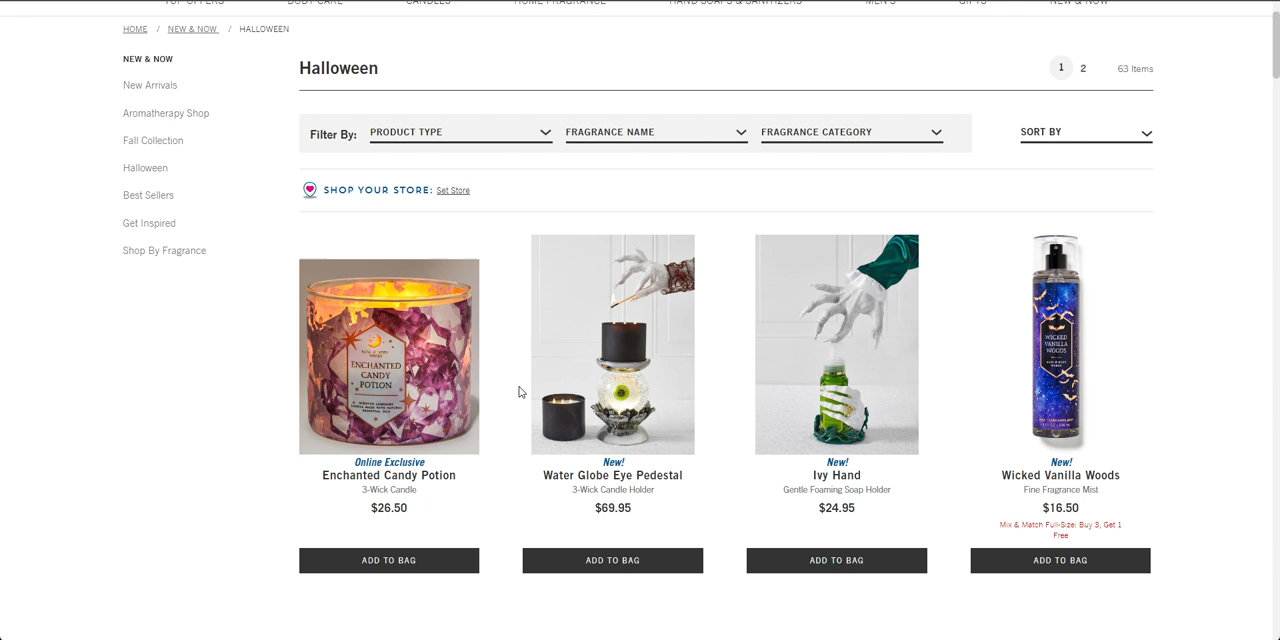 TOP OFFERS BODY CARE CANDLES HOME FRAGRANCE HAND SOAPS & SANITIZERS MEN'S GIFTS NEW & NOW
HOME / NEW & NOW / HALLOWEEN
NEW & NOW
New Arrivals
Aromatherapy Shop
Fall Collection
Halloween
Best Sellers
Get Inspired
Shop By Fragrance
Halloween
1 2 63 Items
Filter By: PRODUCT TYPE FRAGRANCE NAME FRAGRANCE CATEGORY SORT BY
SHOP YOUR STORE: Set Store
ENCHANTED
CANDY
POTION
WICKED
VANILLA
WOODS
Online Exclusive
Enchanted Candy Potion
3-Wick Candle
$26.50
ADD TO BAG
New!
Water Globe Eye Pedestal
3-Wick Candle Holder
$69.95
ADD TO BAG
New!
Ivy Hand
Gentle Foaming Soap Holder
$24.95
ADD TO BAG
New!
Wicked Vanilla Woods
Fine Fragrance Mist
$16.50
Mix & Match Full-Size: Buy 3, Get 1
Free
ADD TO BAG